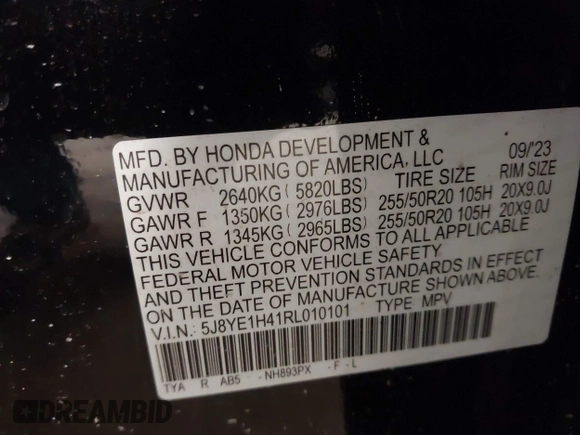 MFD. BY HONDA DEVELOPMENT &
MANUFACTURING OF AMERICA, LLC 09/'23
GVWR 2640KG( 5820LBS) TIRE SIZE RIM SIZE
GAWR F 1350KG( 2976LBS) 255/50R20 105H 20X9.0J
GAWR R 1345KG( 2965LBS) 255/50R20 105H 20X9.0J
THIS VEHICLE CONFORMS TO ALL APPLICABLE
FEDERAL MOTOR VEHICLE SAFETY
AND THEFT PREVENTION STANDARDS IN EFFECT
ON THE DATE OF MANUFACTURE SHOWN ABOVE.
V.I.N.: 5J8YE1H41RL010101 TYPE MPV
TYA R AB5 -NH893PX -F-L
DREAMBID